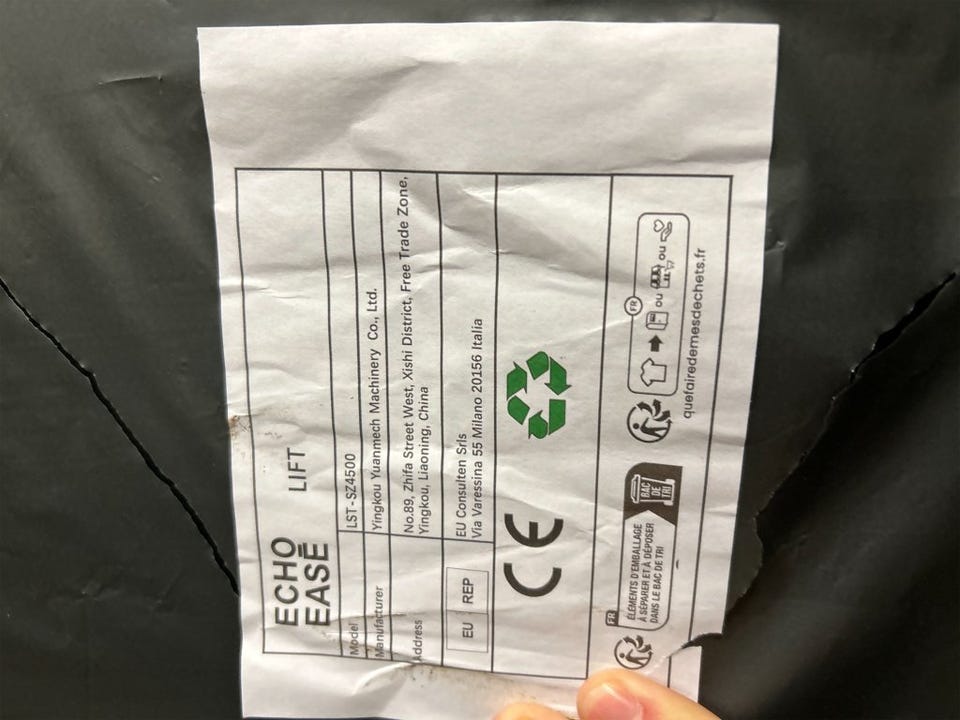 ECHO
EASE LIFT
Model LST-SZ4500
Manufacturer Yingkou Yuanmech Machinery Co., Ltd.
Address No.89, Zhifa Street West, Xishi District, Free Trade Zone,
Yingkou, Liaoning, China
EU REP EU Consulten Srls
Via Varessina 55 Milano 20156 Italia
CE
FR
ÉLÉMENTS D'EMBALLAGE
À SÉPARER ET À DÉPOSER
DANS LE BAC DE TRI
BAC
DE
TRI
FR
ou ou
quefairedemesdechets.fr